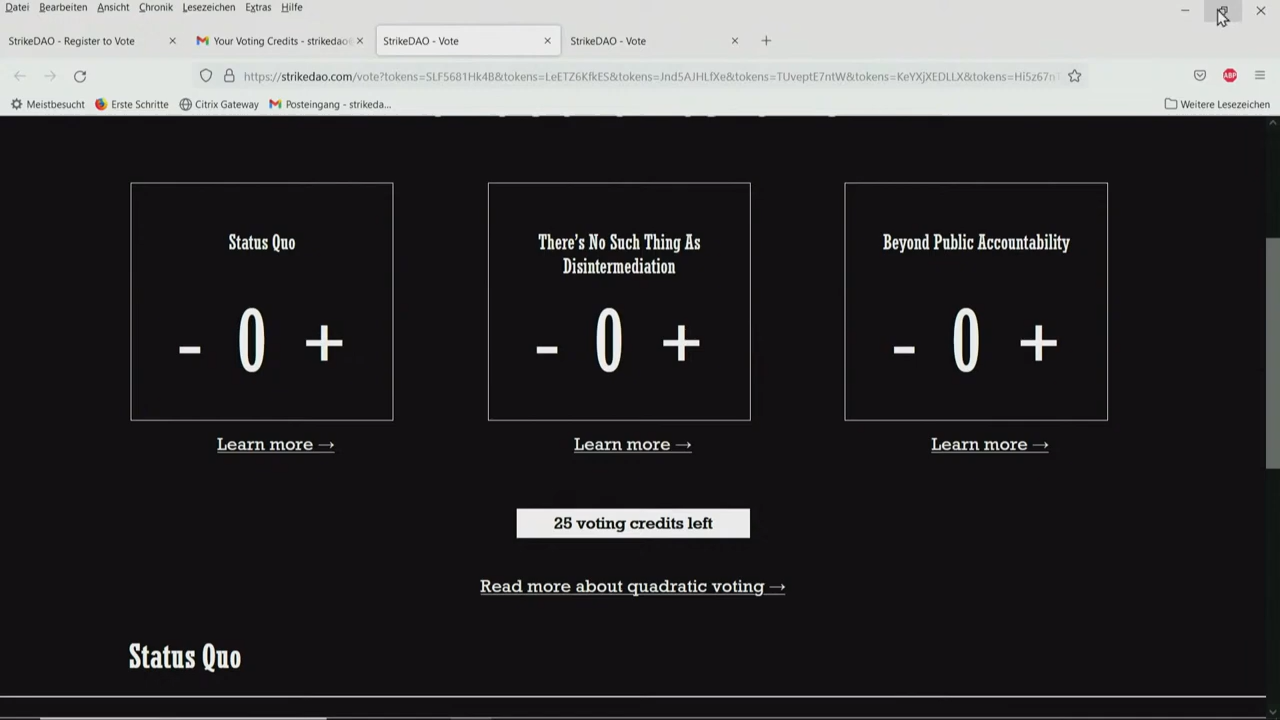 Datei Bearbeiten Ansicht Chronik Lesezeichen Extras Hilfe
StrikeDAO - Register to Vote Your Voting Credits - strikedao StrikeDAO - Vote StrikeDAO - Vote
https://strikedao.com/vote?tokens=SLF5681Hk4B&tokens=LeETZ6KfkES&tokens=Jnd5AJHLfXe&tokens=TUveptE7ntW&tokens=KeYXjXEDLLX&tokens=Hi5z67n ABP
Meistbesucht Erste Schritte Citrix Gateway Posteingang - strikeda... Weitere Lesezeichen
Status Quo
- 0 +
Learn more →
There's No Such Thing As
Disintermediation
- 0 +
Learn more →
Beyond Public Accountability
- 0 +
Learn more →
25 voting credits left
Read more about quadratic voting →
Status Quo